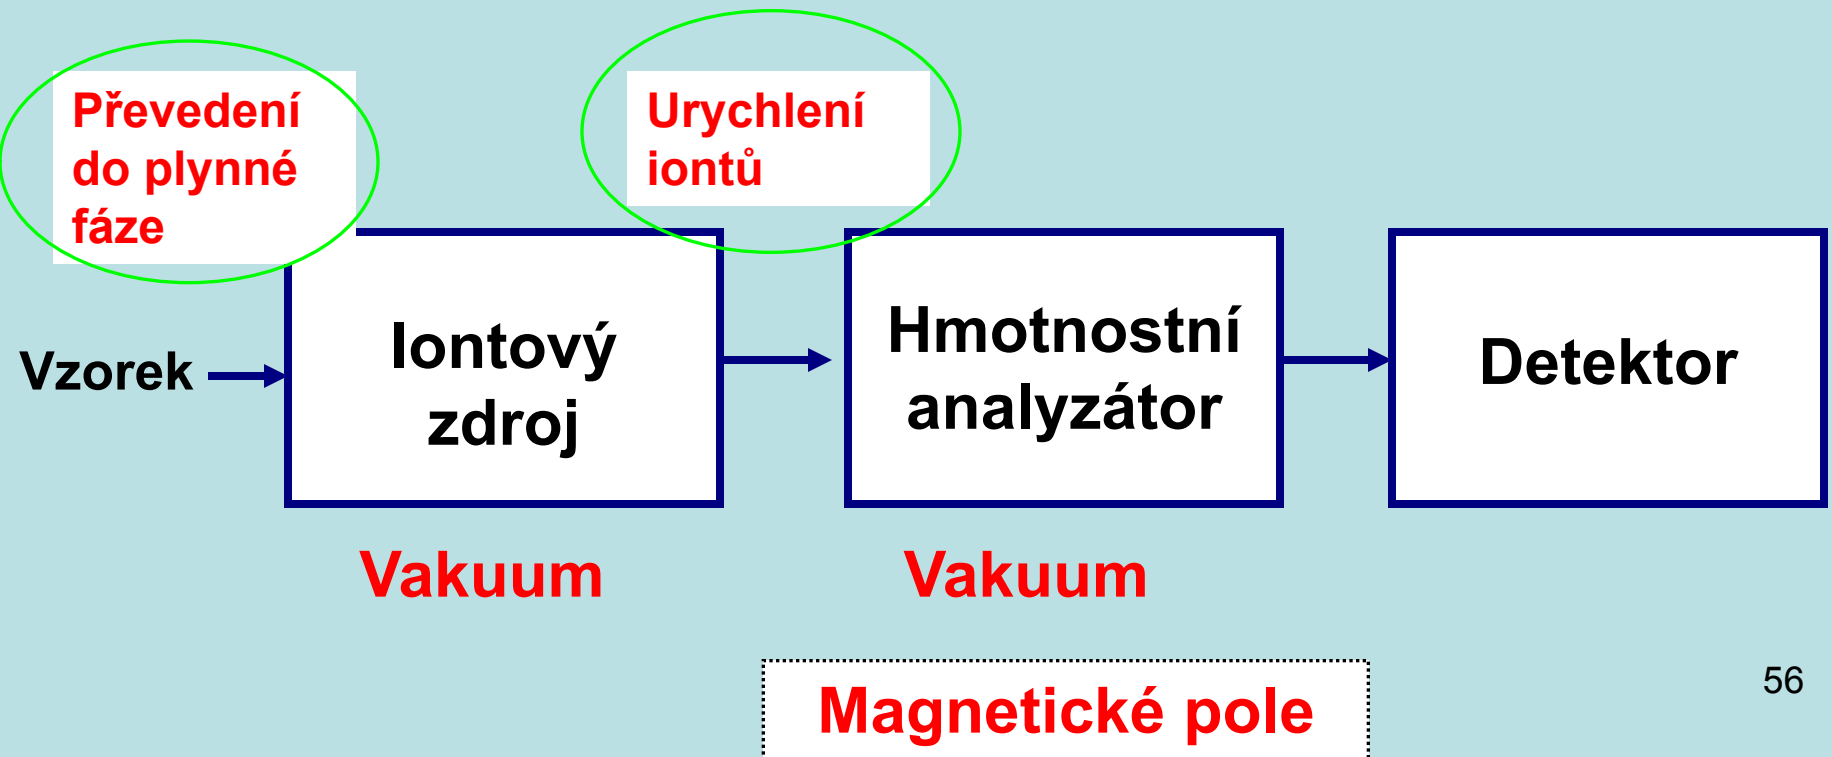 Převedení
do plynné
fáze
Urychlení
iontů
Vzorek
Iontový
zdroj
Hmotnostní
analyzátor
Detektor
Vakuum
Vakuum
Magnetické pole
56